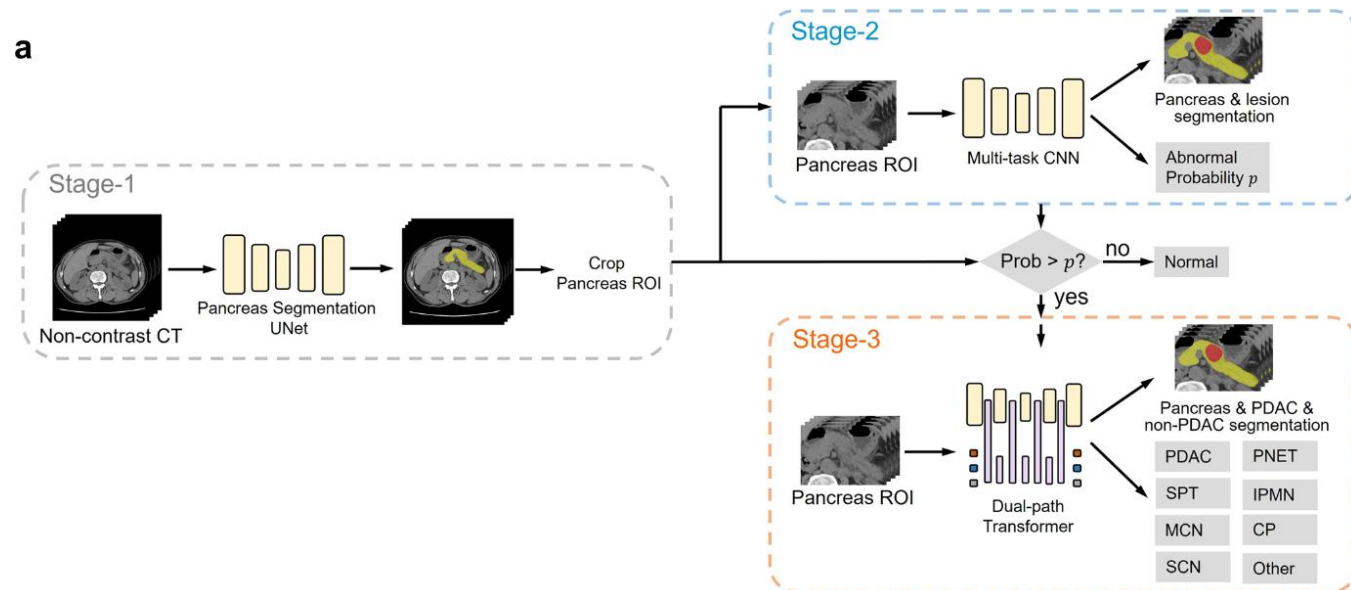 a
Stage-1
Non-contrast CT
Pancreas Segmentation
UNet
Crop
Pancreas ROI
Stage-2
Pancreas ROI
Multi-task CNN
Pancreas & lesion
segmentation
Abnormal
Probability p
Prob > p?
no
Normal
yes
Stage-3
Pancreas ROI
Dual-path
Transformer
Pancreas & PDAC &
non-PDAC segmentation
PDAC
PNET
SPT
IPMN
MCN
CP
SCN
Other